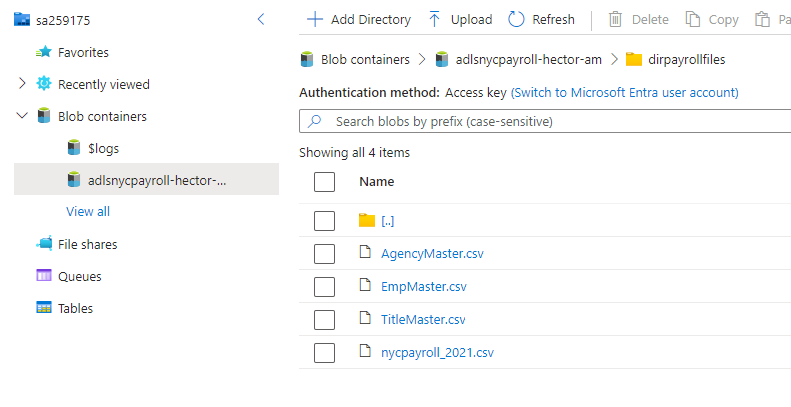 sa259175
Favorites
Recently viewed
Blob containers
$logs
adlsnycpayroll-hector-...
View all
File shares
Queues
Tables
Add Directory Upload Refresh Delete Copy Pa
Blob containers adlsnycpayroll-hector-am dirpayrollfiles
Authentication method: Access key (Switch to Microsoft Entra user account)
Search blobs by prefix (case-sensitive)
Showing all 4 items
Name
[..]
AgencyMaster.csv
EmpMaster.csv
TitleMaster.csv
nycpayroll_2021.csv